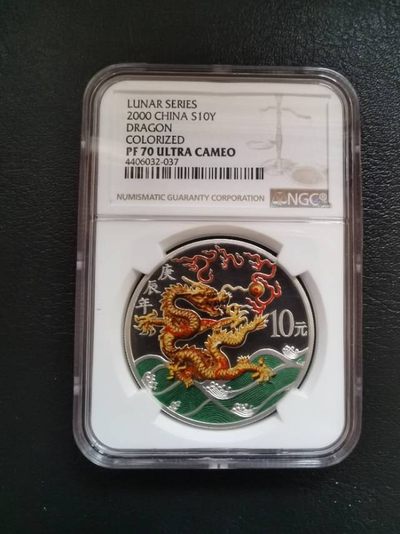 LUNAR SERIES
2000 CHINA S10Y
DRAGON
COLORIZED
PF 70 ULTRA CAMEO
4406032-037
NUMISMATIC GUARANTY CORPORATION
NGC®
庚辰年
10元